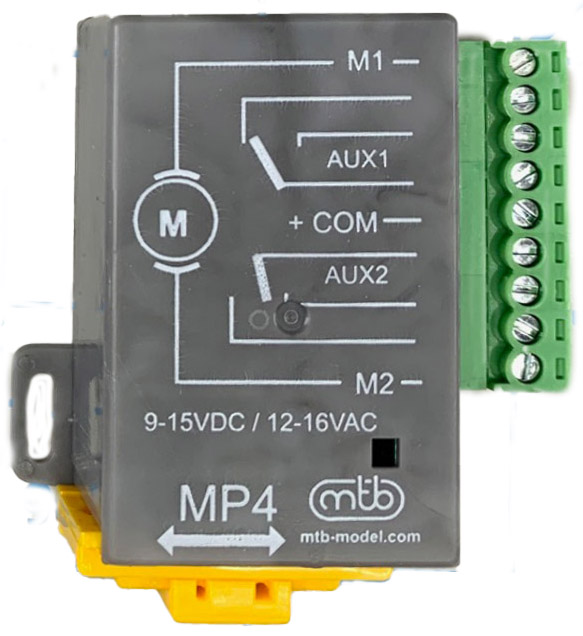 M1
AUX1
+ COM
M
AUX2
M2
9-15VDC / 12-16VAC
MP4
mtb
mtb-model.com